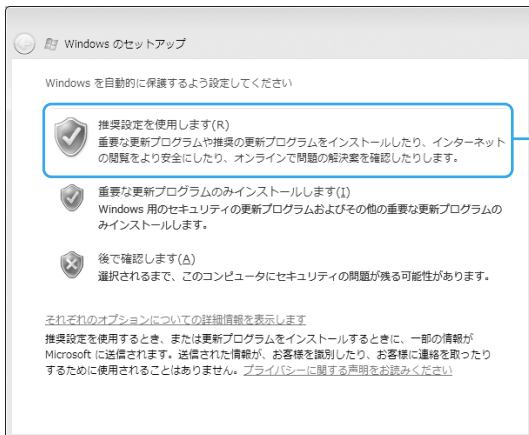 Windows のセットアップ
Windows を自動的に保護するよう設定してください
推奨設定を使用します(R)
重要な更新プログラムや推奨の更新プログラムをインストールしたり、インターネット
の閲覧をより安全にしたり、オンラインで問題の解決案を確認したりします。
重要な更新プログラムのみインストールします(I)
Windows 用のセキュリティの更新プログラムおよびその他の重要な更新プログラムの
みインストールします。
後で確認します(A)
選択されるまで、このコンピュータにセキュリティの問題が残る可能性があります。
それぞれのオプションについての詳細情報を表示します
推奨設定を使用するとき、または更新プログラムをインストールするときに、一部の情報が
Microsoft に送信されます。送信された情報が、お客様を識別したり、お客様に連絡を取ったり
するために使用されることはありません。プライバシーに関する声明をお読みください